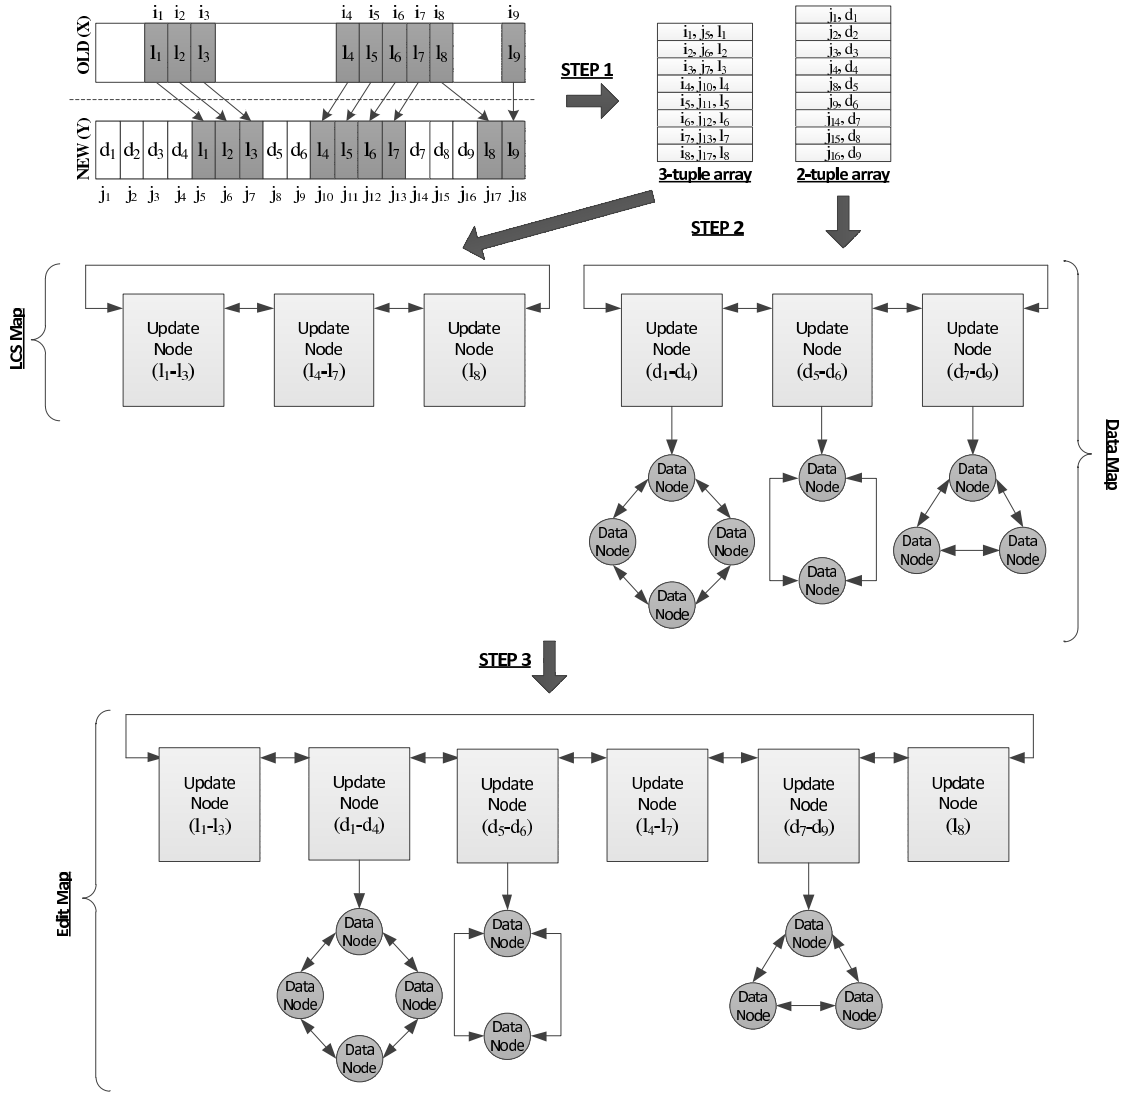 i₁ i₂ i₃ i₄ i₅ i₆ i₇ i₈ i₉
OLD (X)
l₁ l₂ l₃ l₄ l₅ l₆ l₇ l₈ l₉
NEW (Y)
d₁ d₂ d₃ d₄ l₁ l₂ l₃ d₅ d₆ l₄ l₅ l₆ l₇ d₇ d₈ d₉ l₈ l₉
j₁ j₂ j₃ j₄ j₅ j₆ j₇ j₈ j₉ j₁₀ j₁₁ j₁₂ j₁₃ j₁₄ j₁₅ j₁₆ j₁₇ j₁₈
STEP 1
i₁, j₅, l₁
i₂, j₆, l₂
i₃, j₇, l₃
i₄, j₁₀, l₄
i₅, j₁₁, l₅
i₆, j₁₂, l₆
i₇, j₁₃, l₇
i₈, j₁₇, l₈
3-tuple array
j₁, d₁
j₂, d₂
j₃, d₃
j₄, d₄
j₈, d₅
j₉, d₆
j₁₄, d₇
j₁₅, d₈
j₁₆, d₉
2-tuple array
STEP 2
LCS Map
Update
Node
(l₁-l₃)
Update
Node
(l₄-l₇)
Update
Node
(l₈)
Update
Node
(d₁-d₄)
Update
Node
(d₅-d₆)
Update
Node
(d₇-d₉)
Data Map
Data
Node
Data
Node
Data
Node
Data
Node
Data
Node
Data
Node
Data
Node
Data
Node
Data
Node
STEP 3
Edit Map
Update
Node
(l₁-l₃)
Update
Node
(d₁-d₄)
Update
Node
(d₅-d₆)
Update
Node
(l₄-l₇)
Update
Node
(d₇-d₉)
Update
Node
(l₈)
Data
Node
Data
Node
Data
Node
Data
Node
Data
Node
Data
Node
Data
Node
Data
Node
Data
Node